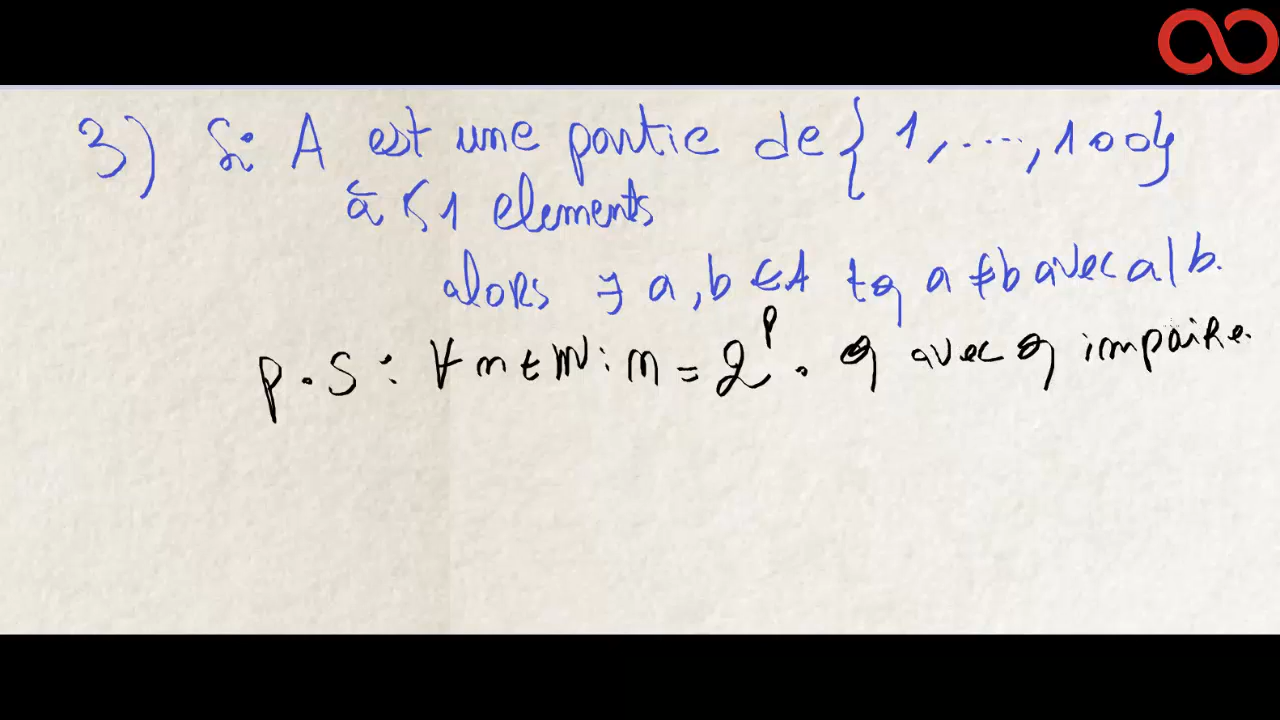 3) Si A est une partie de {1,....,100}
à 51 elements
alors ∃ a,b ∈ A tq a ≠ b avec a|b.
p.s : ∀ n ∈ ℕ : n = 2^p . q avec q impaire.